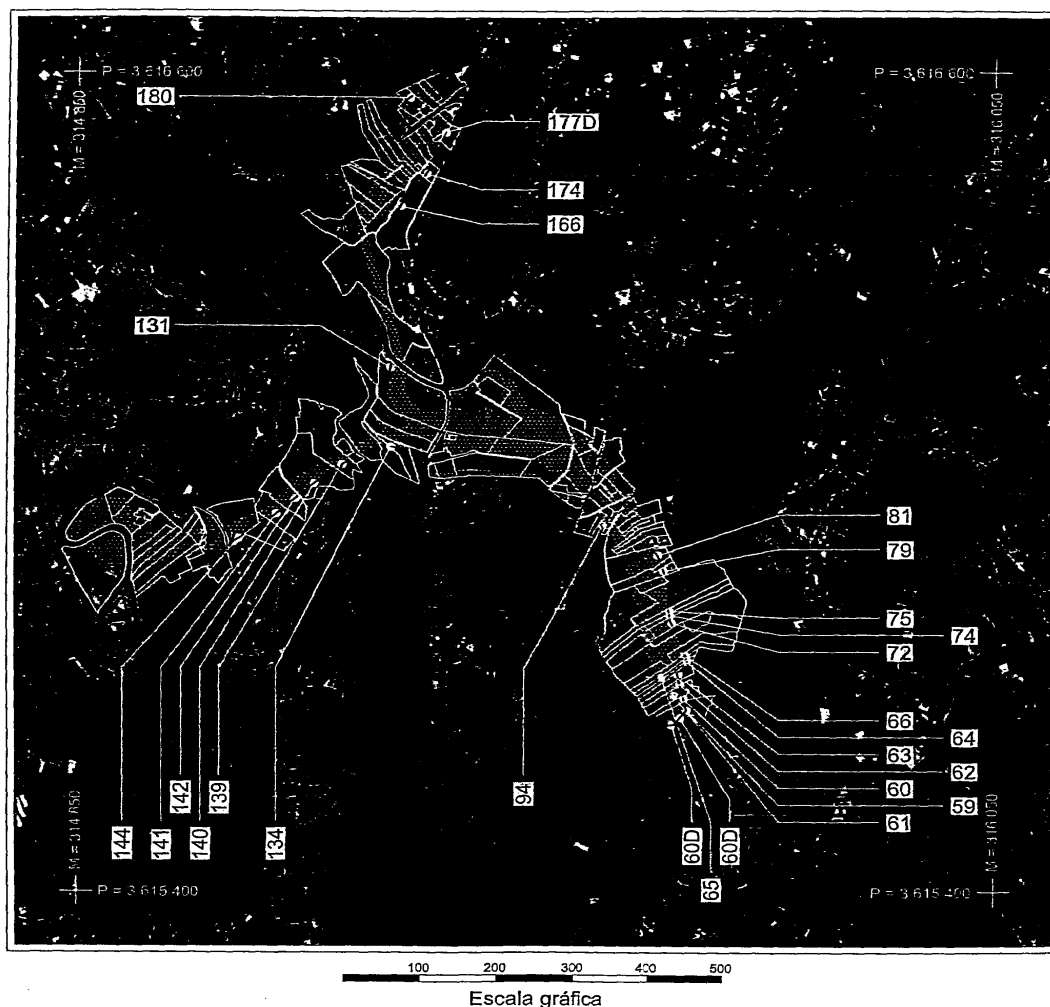 P = 3 616 600
P = 3 616 600
180
M = 314 850
M = 316 050
177D
174
166
131
81
79
75
74
72
66
64
63
62
60
59
61
142
139
94
144
141
140
134
60D
60D
65
M = 314 850
M = 316 050
P = 3 615 400
P = 3 615 400
100 200 300 400 500
Escala gráfica